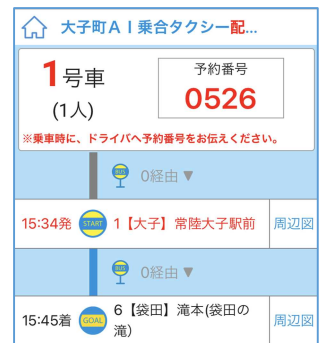 大子町AI乗合タクシー配...
1号車
(1人)
予約番号
0526
※乗車時に、ドライバへ予約番号をお伝えください。
BUS
0経由▼
15:34発 START 1【大子】常陸大子駅前 周辺図
BUS
0経由▼
15:45着 GOAL 6【袋田】滝本(袋田の
滝) 周辺図